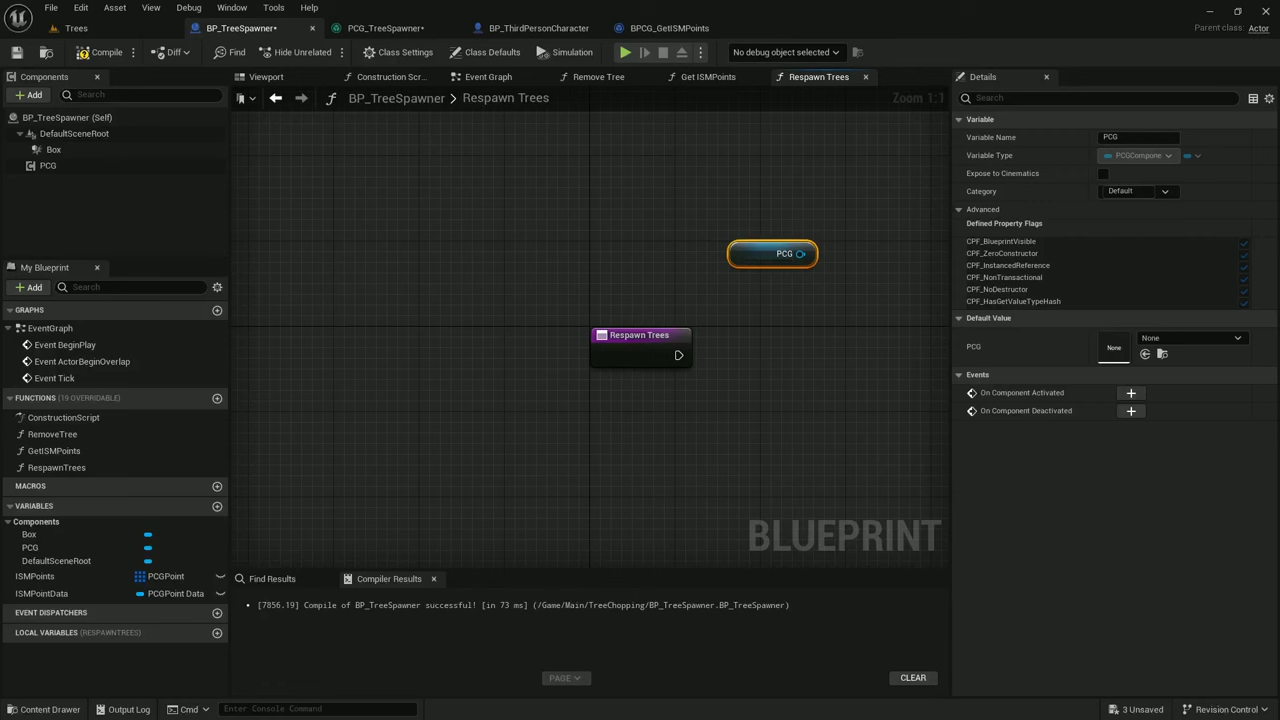 File Edit Asset View Debug Window Tools Help
Trees
BP_TreeSpawner*
PCG_TreeSpawner*
BP_ThirdPersonCharacter
BPCG_GetISMPoints
Parent class: Actor
Compile
Diff
Find
Hide Unrelated
Class Settings
Class Defaults
Simulation
No debug object selected
Components
Add
Search
BP_TreeSpawner (Self)
DefaultSceneRoot
Box
PCG
My Blueprint
Add
Search
GRAPHS
EventGraph
Event BeginPlay
Event ActorBeginOverlap
Event Tick
FUNCTIONS (19 OVERRIDABLE)
ConstructionScript
RemoveTree
GetISMPoints
RespawnTrees
MACROS
VARIABLES
Components
Box
PCG
DefaultSceneRoot
ISMPoints PCGPoint
ISMPointData PCGPoint Data
EVENT DISPATCHERS
LOCAL VARIABLES (RESPAWNTREES)
Viewport
Construction Scr...
Event Graph
Remove Tree
Get ISMPoints
Respawn Trees
BP_TreeSpawner > Respawn Trees
Zoom 1:1
PCG
Respawn Trees
BLUEPRINT
Find Results
Compiler Results
[7856.19] Compile of BP_TreeSpawner successful! [in 73 ms] (/Game/Main/TreeChopping/BP_TreeSpawner.BP_TreeSpawner)
PAGE
CLEAR
Details
Search
Variable
Variable Name PCG
Variable Type PCGCompone
Expose to Cinematics
Category Default
Advanced
Defined Property Flags
CPF_BlueprintVisible
CPF_ZeroConstructor
CPF_InstancedReference
CPF_NonTransactional
CPF_NoDestructor
CPF_HasGetValueTypeHash
Default Value
PCG None None
Events
On Component Activated
On Component Deactivated
Content Drawer
Output Log
Cmd
Enter Console Command
3 Unsaved
Revision Control